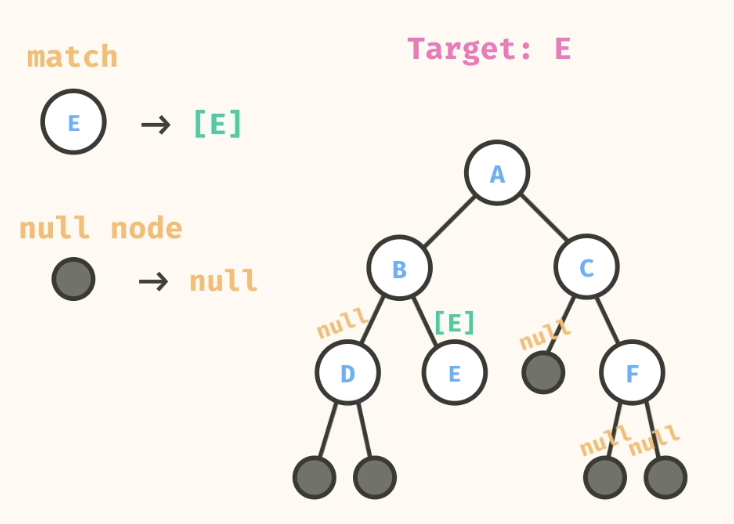 match
Target: E
E → [E]
A
null node
→ null
B
C
null
[E]
null
D
E
F
null
null